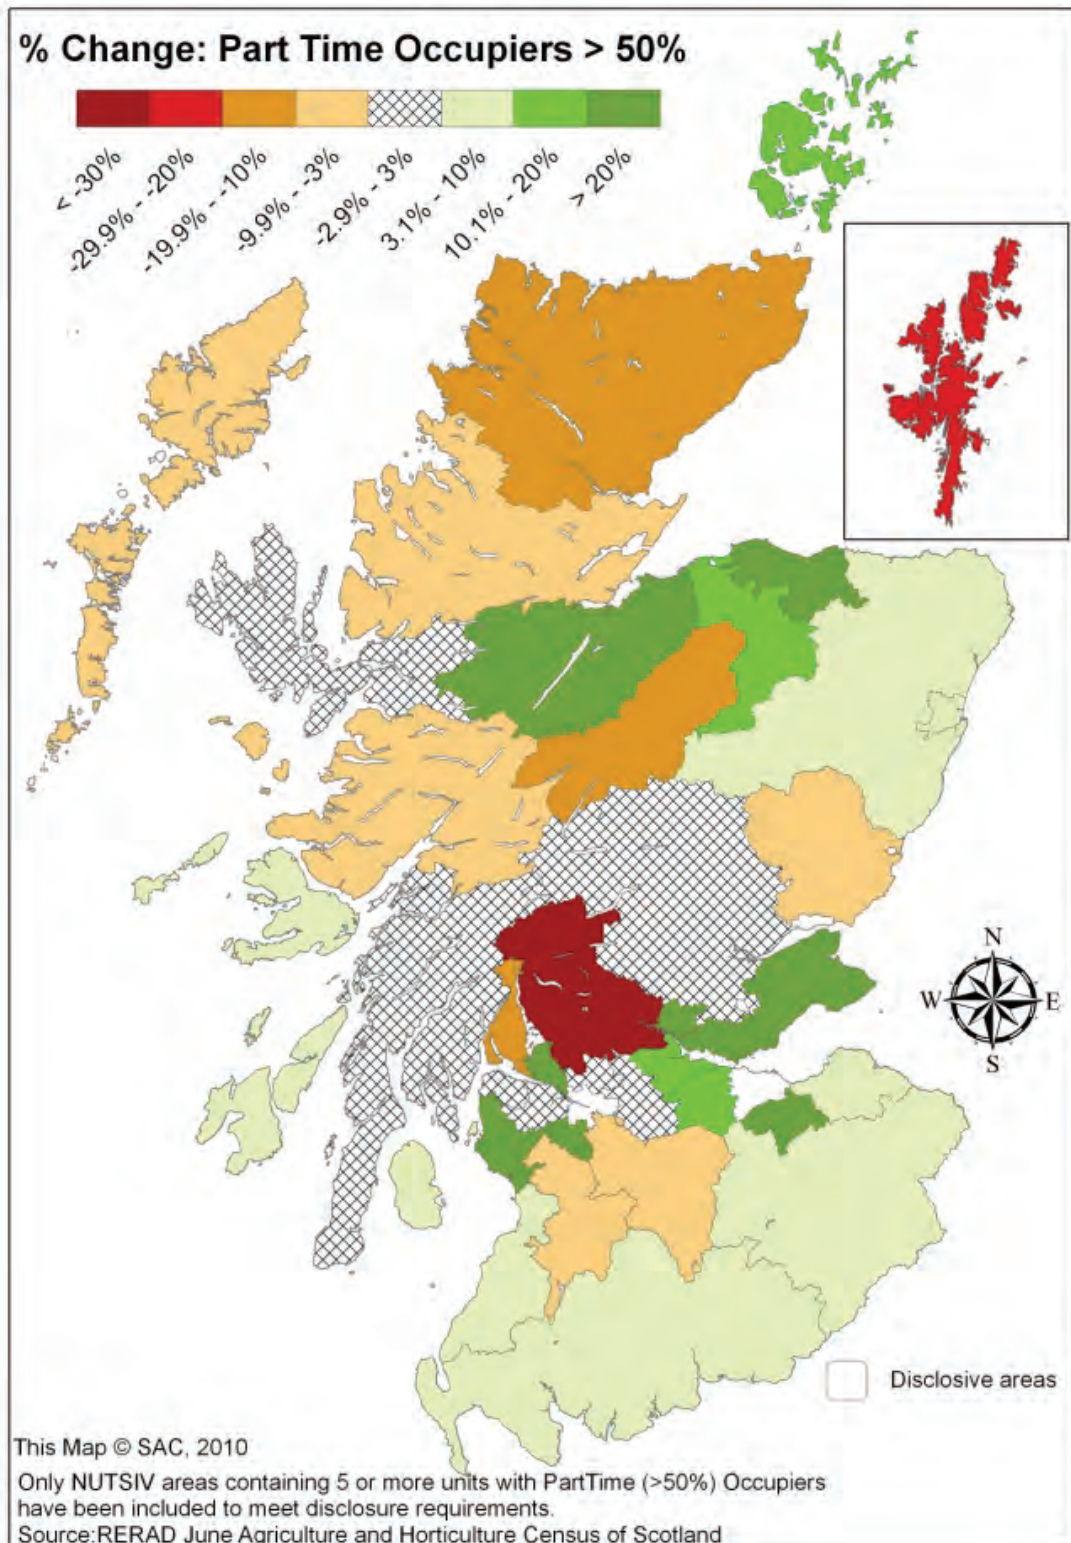 % Change: Part Time Occupiers > 50%
< -30%
-29.9% - -20%
-19.9% - -10%
-9.9% - -3%
-2.9% - 3%
3.1% - 10%
10.1% - 20%
> 20%
N
W
E
S
Disclosive areas
This Map © SAC, 2010
Only NUTSIV areas containing 5 or more units with PartTime (>50%) Occupiers
have been included to meet disclosure requirements.
Source:RERAD June Agriculture and Horticulture Census of Scotland